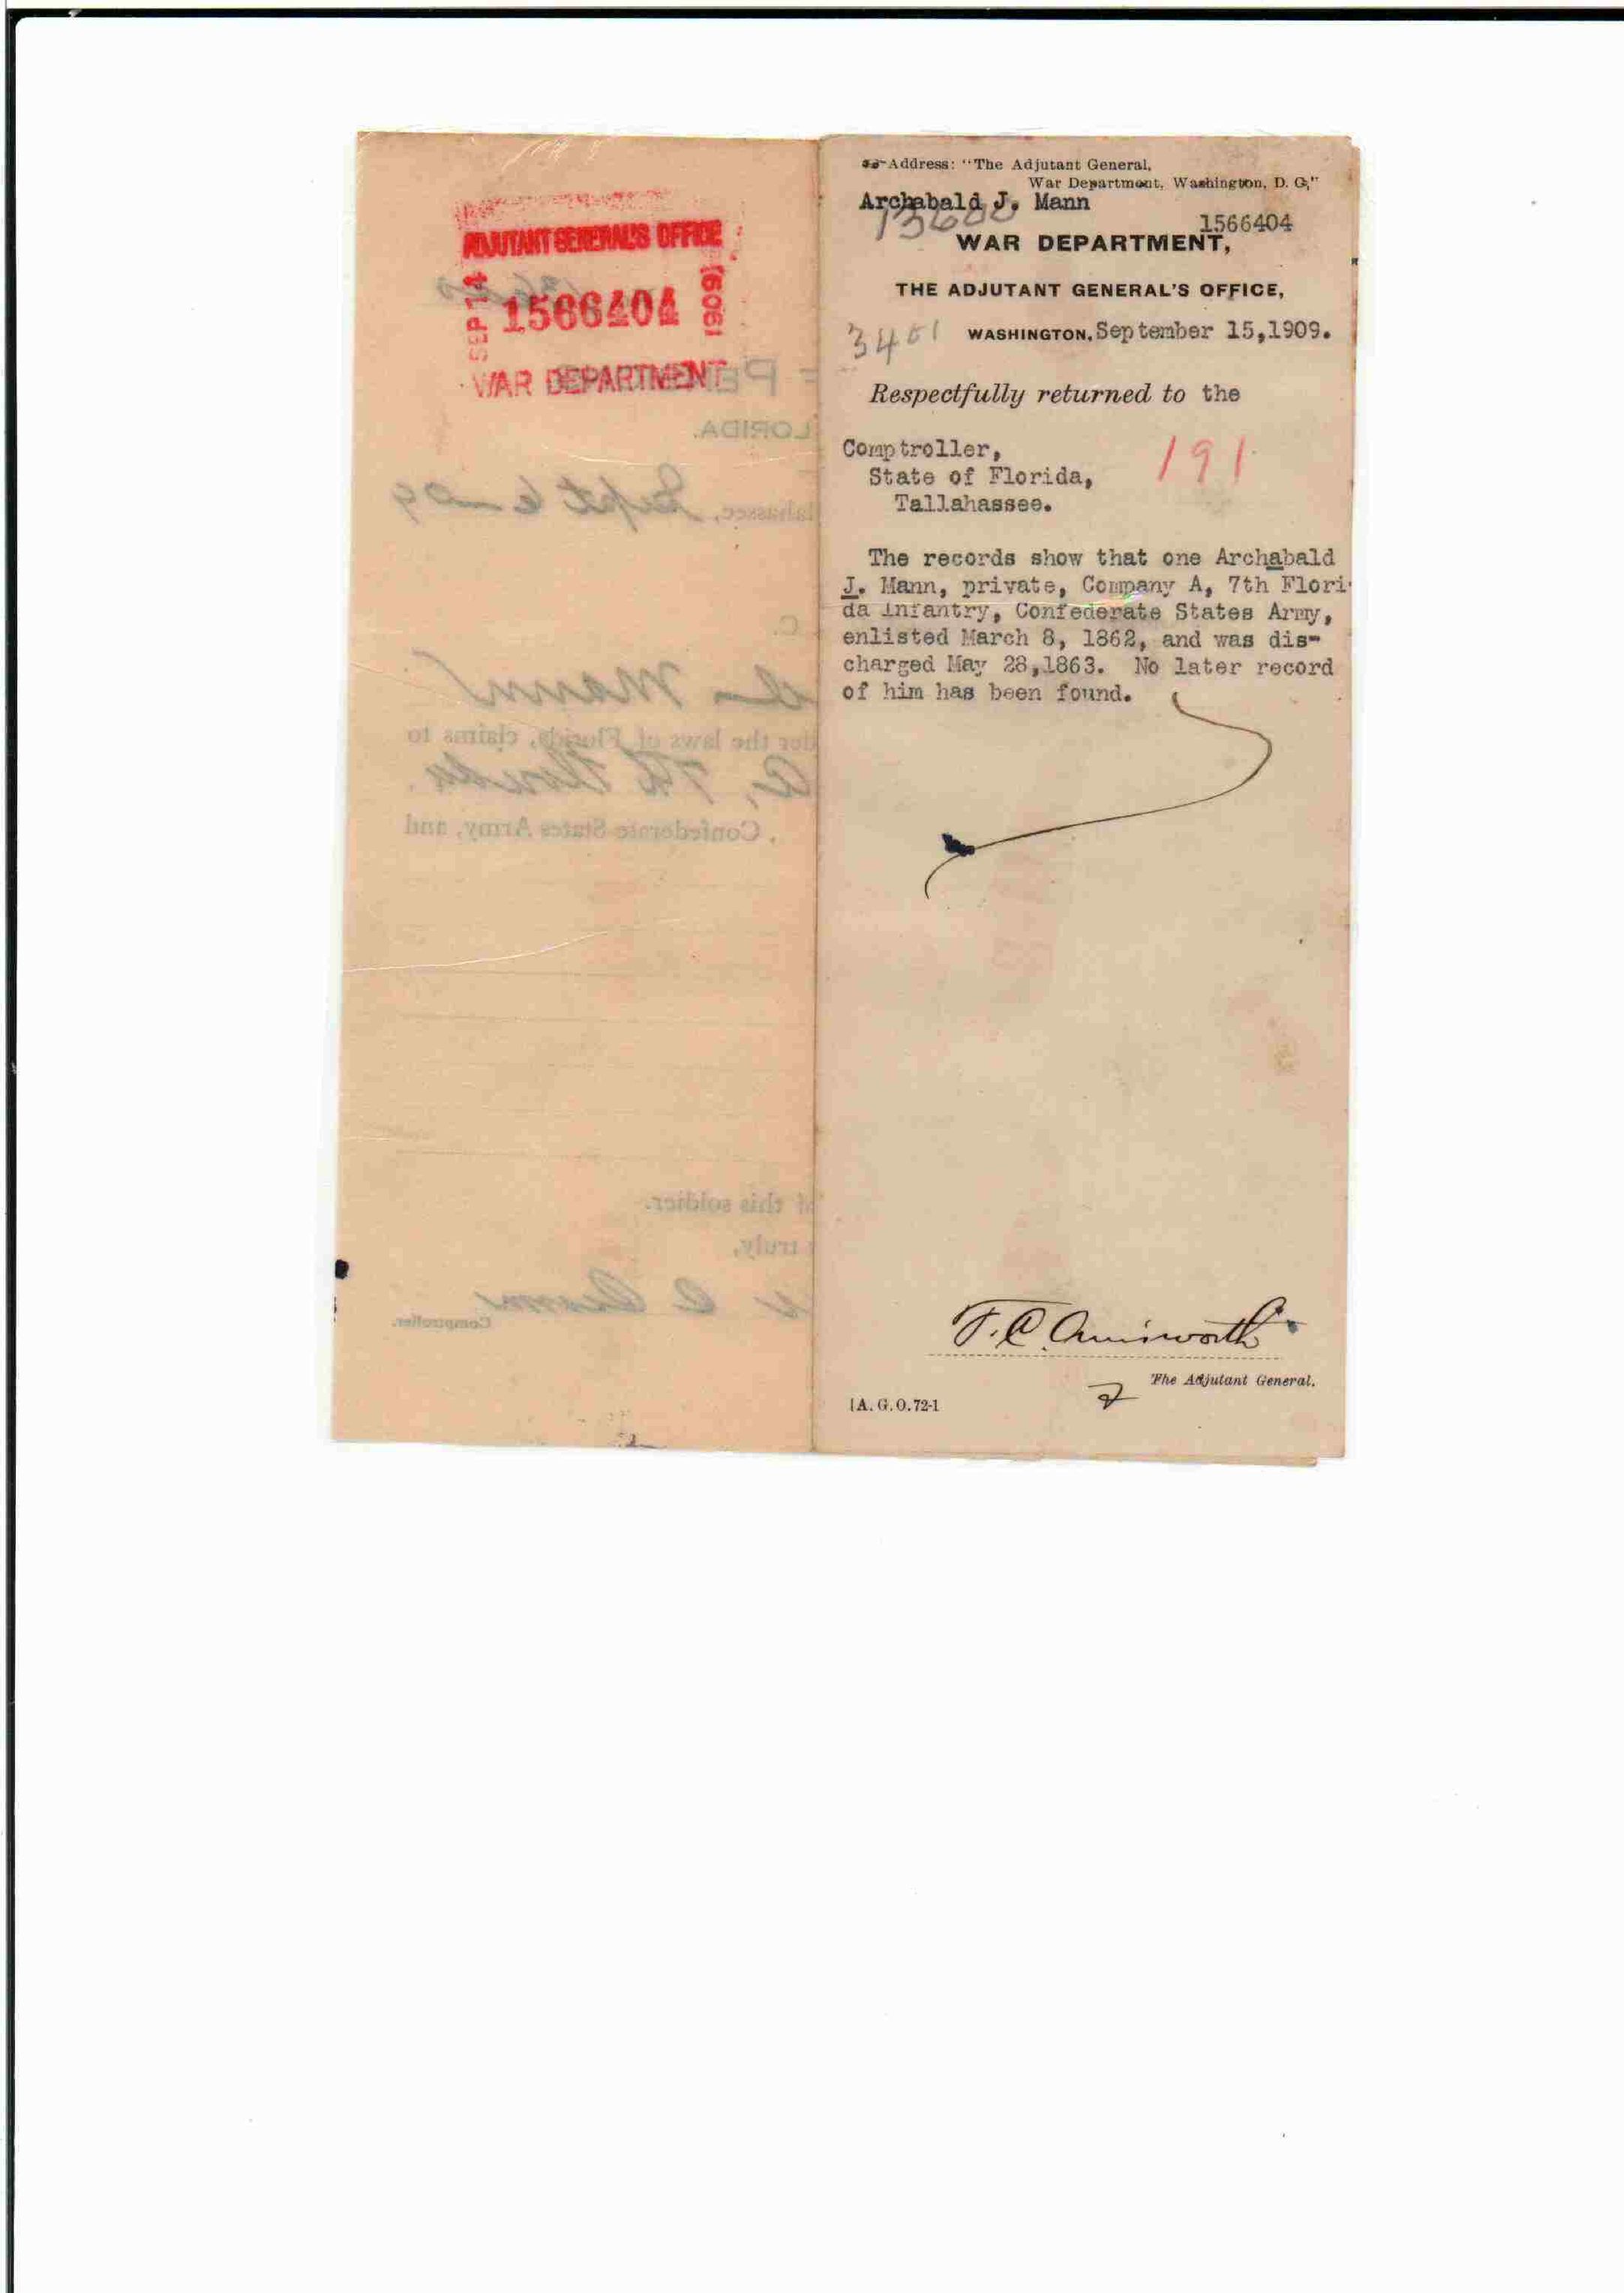 ADJUTANT GENERAL'S OFFICE
SEP 14 1566404 1909
WAR DEPARTMENT
LORIDA.
Sept 6-09
Mann
der the laws of Florida, claims to
A, 7th Florida.
, Confederate States Army, and
of this soldier.
truly,
Comptroller.
Address: "The Adjutant General,
War Department, Washington, D. C."
Archabald J. Mann
1566404
WAR DEPARTMENT,
THE ADJUTANT GENERAL'S OFFICE,
WASHINGTON, September 15,1909.
Respectfully returned to the
Comptroller,
191
State of Florida,
Tallahassee.
The records show that one Archabald
J. Mann, private, Company A, 7th Flori-
da Infantry, Confederate States Army,
enlisted March 8, 1862, and was dis-
charged May 28,1863. No later record
of him has been found.
F. C. Ainsworth
The Adjutant General.
[A. G. O. 72-1